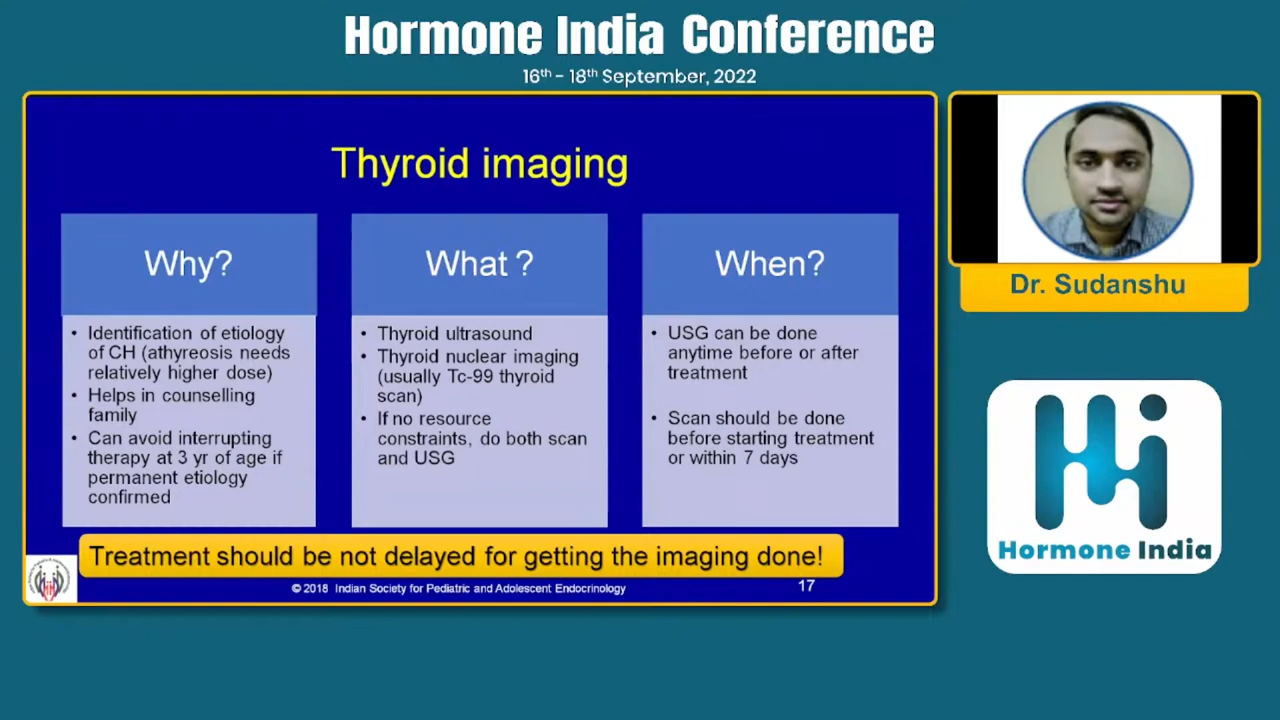 Hormone India Conference
16th - 18th September, 2022
Thyroid imaging
Why?
• Identification of etiology
of CH (athyreosis needs
relatively higher dose)
• Helps in counselling
family
• Can avoid interrupting
therapy at 3 yr of age if
permanent etiology
confirmed
What ?
• Thyroid ultrasound
• Thyroid nuclear imaging
(usually Tc-99 thyroid
scan)
• If no resource
constraints, do both scan
and USG
When?
• USG can be done
anytime before or after
treatment
• Scan should be done
before starting treatment
or within 7 days
Treatment should be not delayed for getting the imaging done!
© 2018 Indian Society for Pediatric and Adolescent Endocrinology
17
Dr. Sudanshu
Hormone India